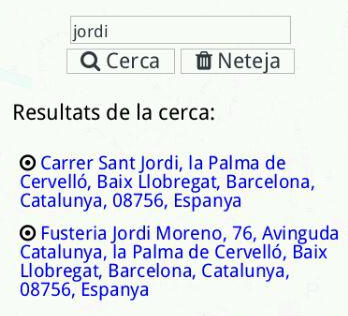 jordi
Cerca Neteja
Resultats de la cerca:
Carrer Sant Jordi, la Palma de
Cervelló, Baix Llobregat, Barcelona,
Catalunya, 08756, Espanya
Fusteria Jordi Moreno, 76, Avinguda
Catalunya, la Palma de Cervelló, Baix
Llobregat, Barcelona, Catalunya,
08756, Espanya